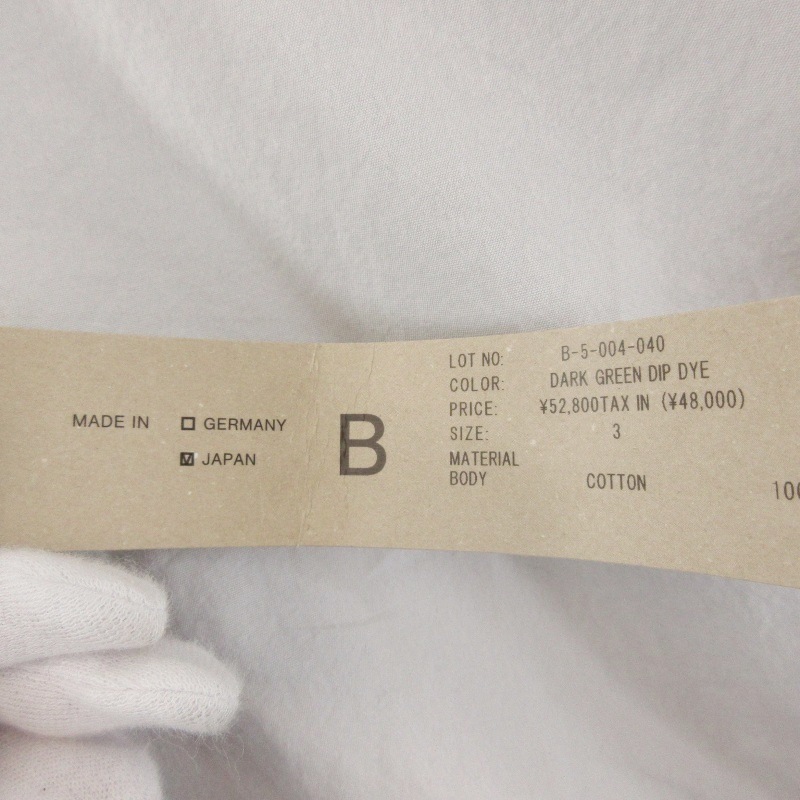 MADE IN
☐ GERMANY
☑ JAPAN
B
LOT NO: B-5-004-040
COLOR: DARK GREEN DIP DYE
PRICE: ¥52,800TAX IN (¥48,000)
SIZE: 3
MATERIAL
BODY COTTON